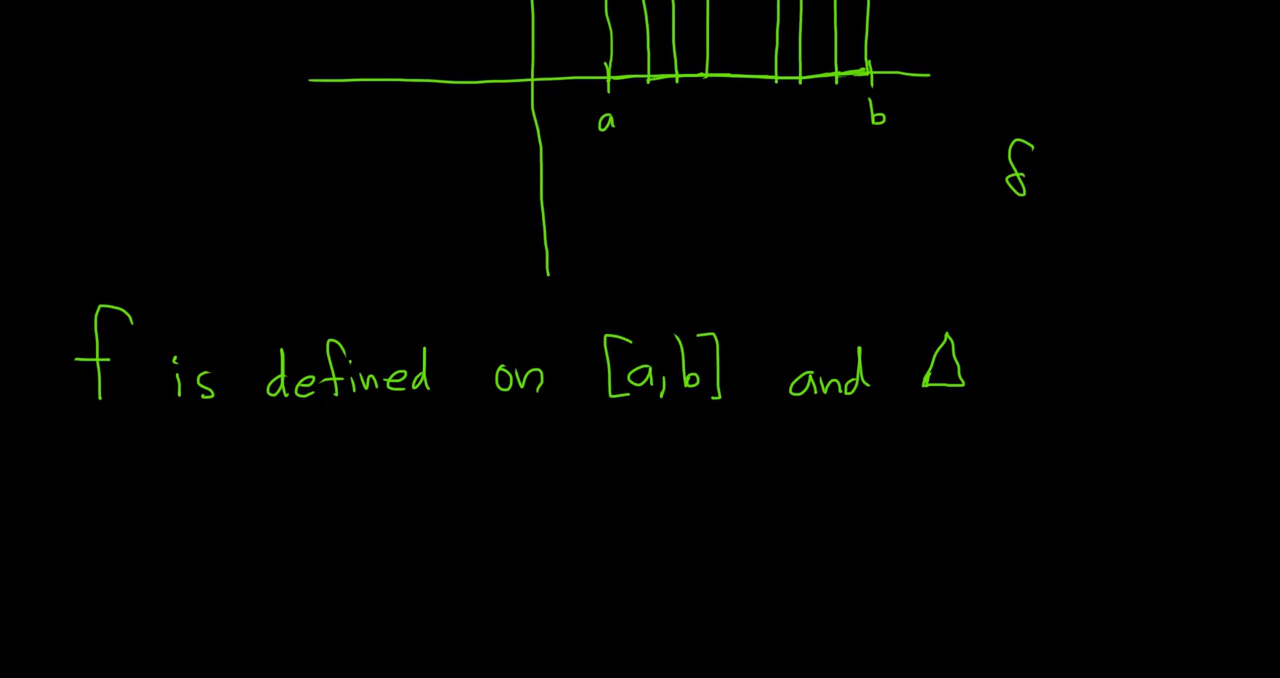 a b
f
f is defined on [a,b] and Δ